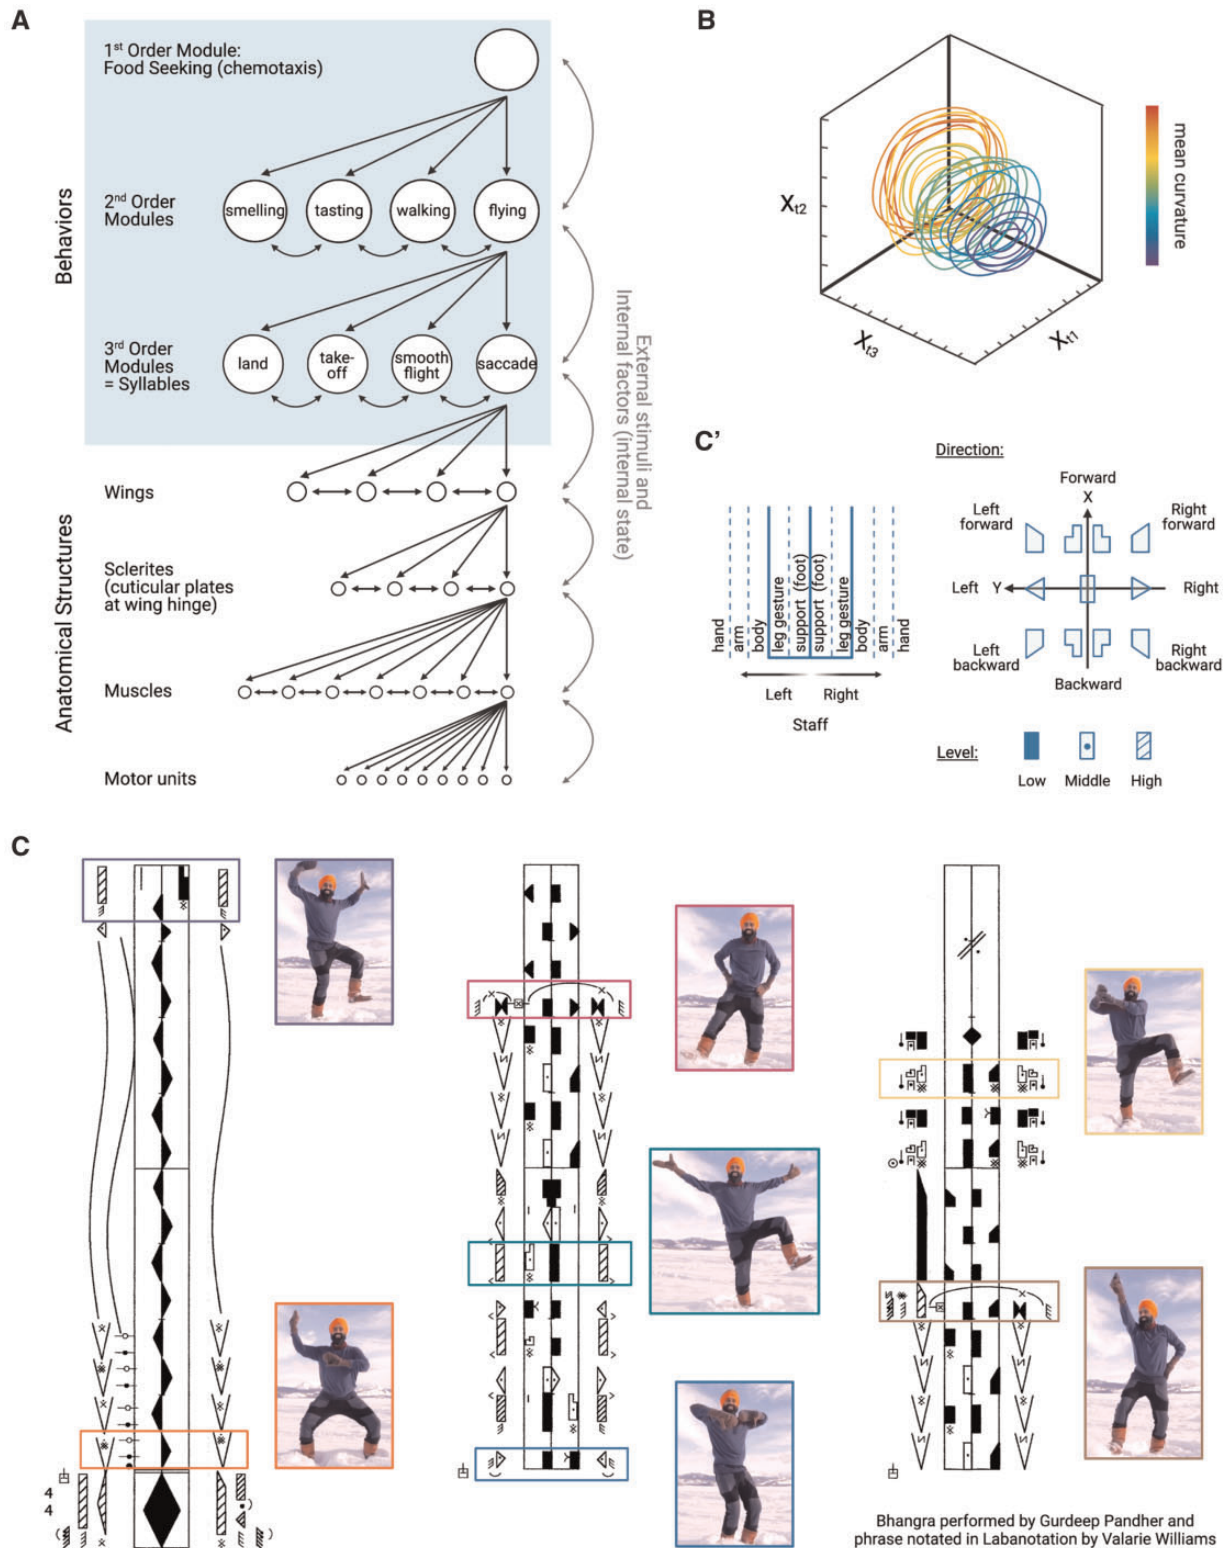 A
1st Order Module:
Food Seeking (chemotaxis)
Behaviors
2nd Order
Modules
smelling
tasting
walking
flying
3rd Order
Modules
= Syllables
land
take-
off
smooth
flight
saccade
External stimuli and
Internal factors (internal state)
Anatomical Structures
Wings
Sclerites
(cuticular plates
at wing hinge)
Muscles
Motor units
B
Xt2
Xt3
Xt1
mean curvature
C'
hand
arm
body
leg gesture
support (foot)
support (foot)
leg gesture
body
arm
hand
Left
Right
Staff
Direction:
Forward
X
Left
forward
Right
forward
Left
Y
Right
Left
backward
Right
backward
Backward
Level:
Low
Middle
High
C
4
4
Bhangra performed by Gurdeep Pandher and
phrase notated in Labanotation by Valarie Williams